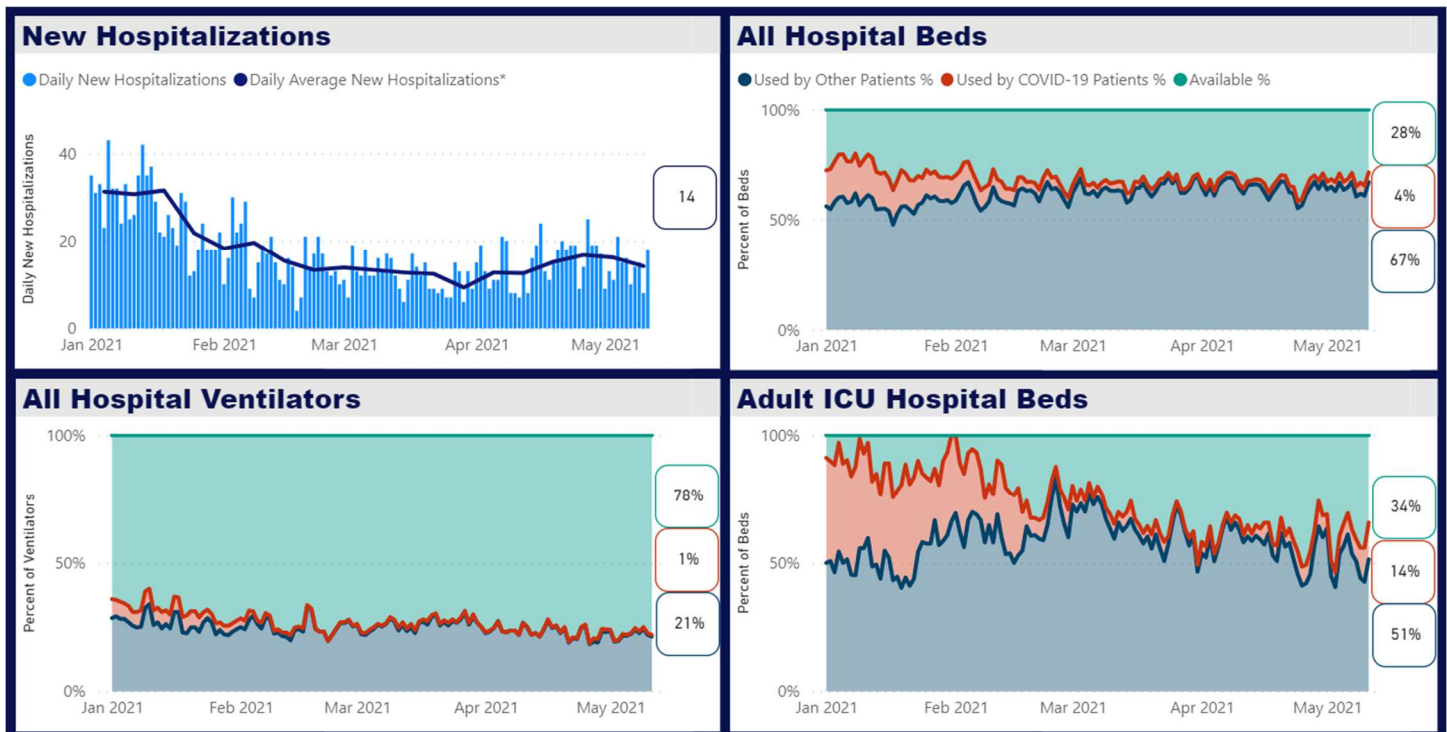 New Hospitalizations
Daily New Hospitalizations Daily Average New Hospitalizations*
Daily New Hospitalizations
40
20
0
14
Jan 2021 Feb 2021 Mar 2021 Apr 2021 May 2021
All Hospital Beds
Used by Other Patients % Used by COVID-19 Patients % Available %
Percent of Beds
100%
50%
0%
28%
4%
67%
Jan 2021 Feb 2021 Mar 2021 Apr 2021 May 2021
All Hospital Ventilators
Percent of Ventilators
100%
50%
0%
78%
1%
21%
Jan 2021 Feb 2021 Mar 2021 Apr 2021 May 2021
Adult ICU Hospital Beds
Percent of Beds
100%
50%
0%
34%
14%
51%
Jan 2021 Feb 2021 Mar 2021 Apr 2021 May 2021